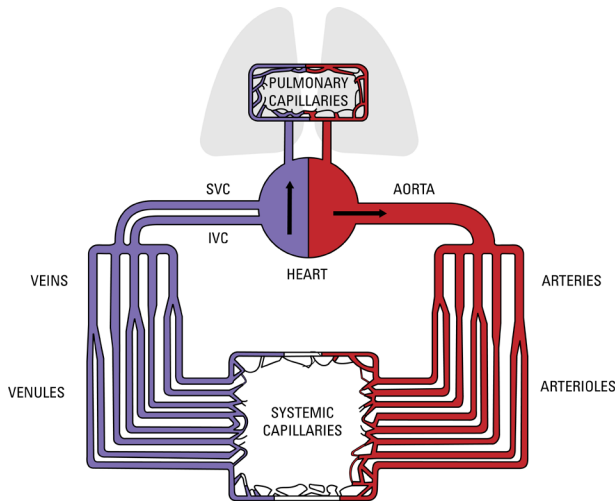 PULMONARY
CAPILLARIES
SVC
AORTA
IVC
HEART
VEINS
ARTERIES
VENULES
ARTERIOLES
SYSTEMIC
CAPILLARIES